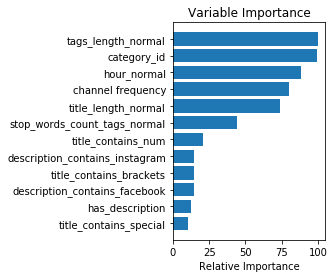 Variable Importance
tags_length_normal
category_id
hour_normal
channel frequency
title_length_normal
stop_words_count_tags_normal
title_contains_num
description_contains_instagram
title_contains_brackets
description_contains_facebook
has_description
title_contains_special
0 25 50 75 100
Relative Importance